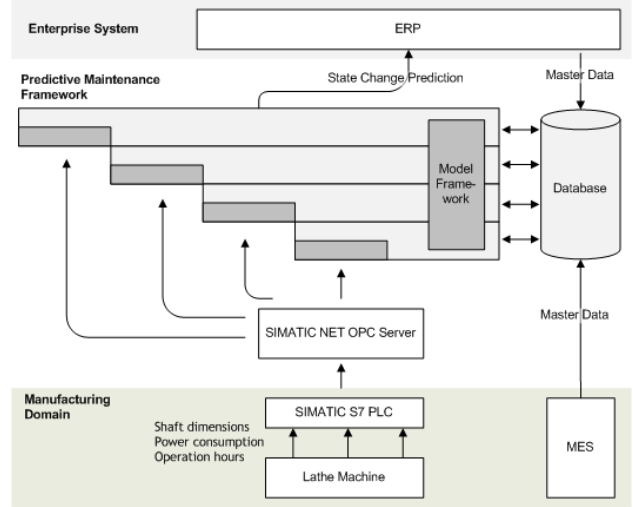 Enterprise System
ERP
Predictive Maintenance
Framework
State Change Prediction
Master Data
Model
Frame-
work
Database
SIMATIC NET OPC Server
Master Data
Manufacturing
Domain
SIMATIC S7 PLC
Shaft dimensions
Power consumption
Operation hours
Lathe Machine
MES